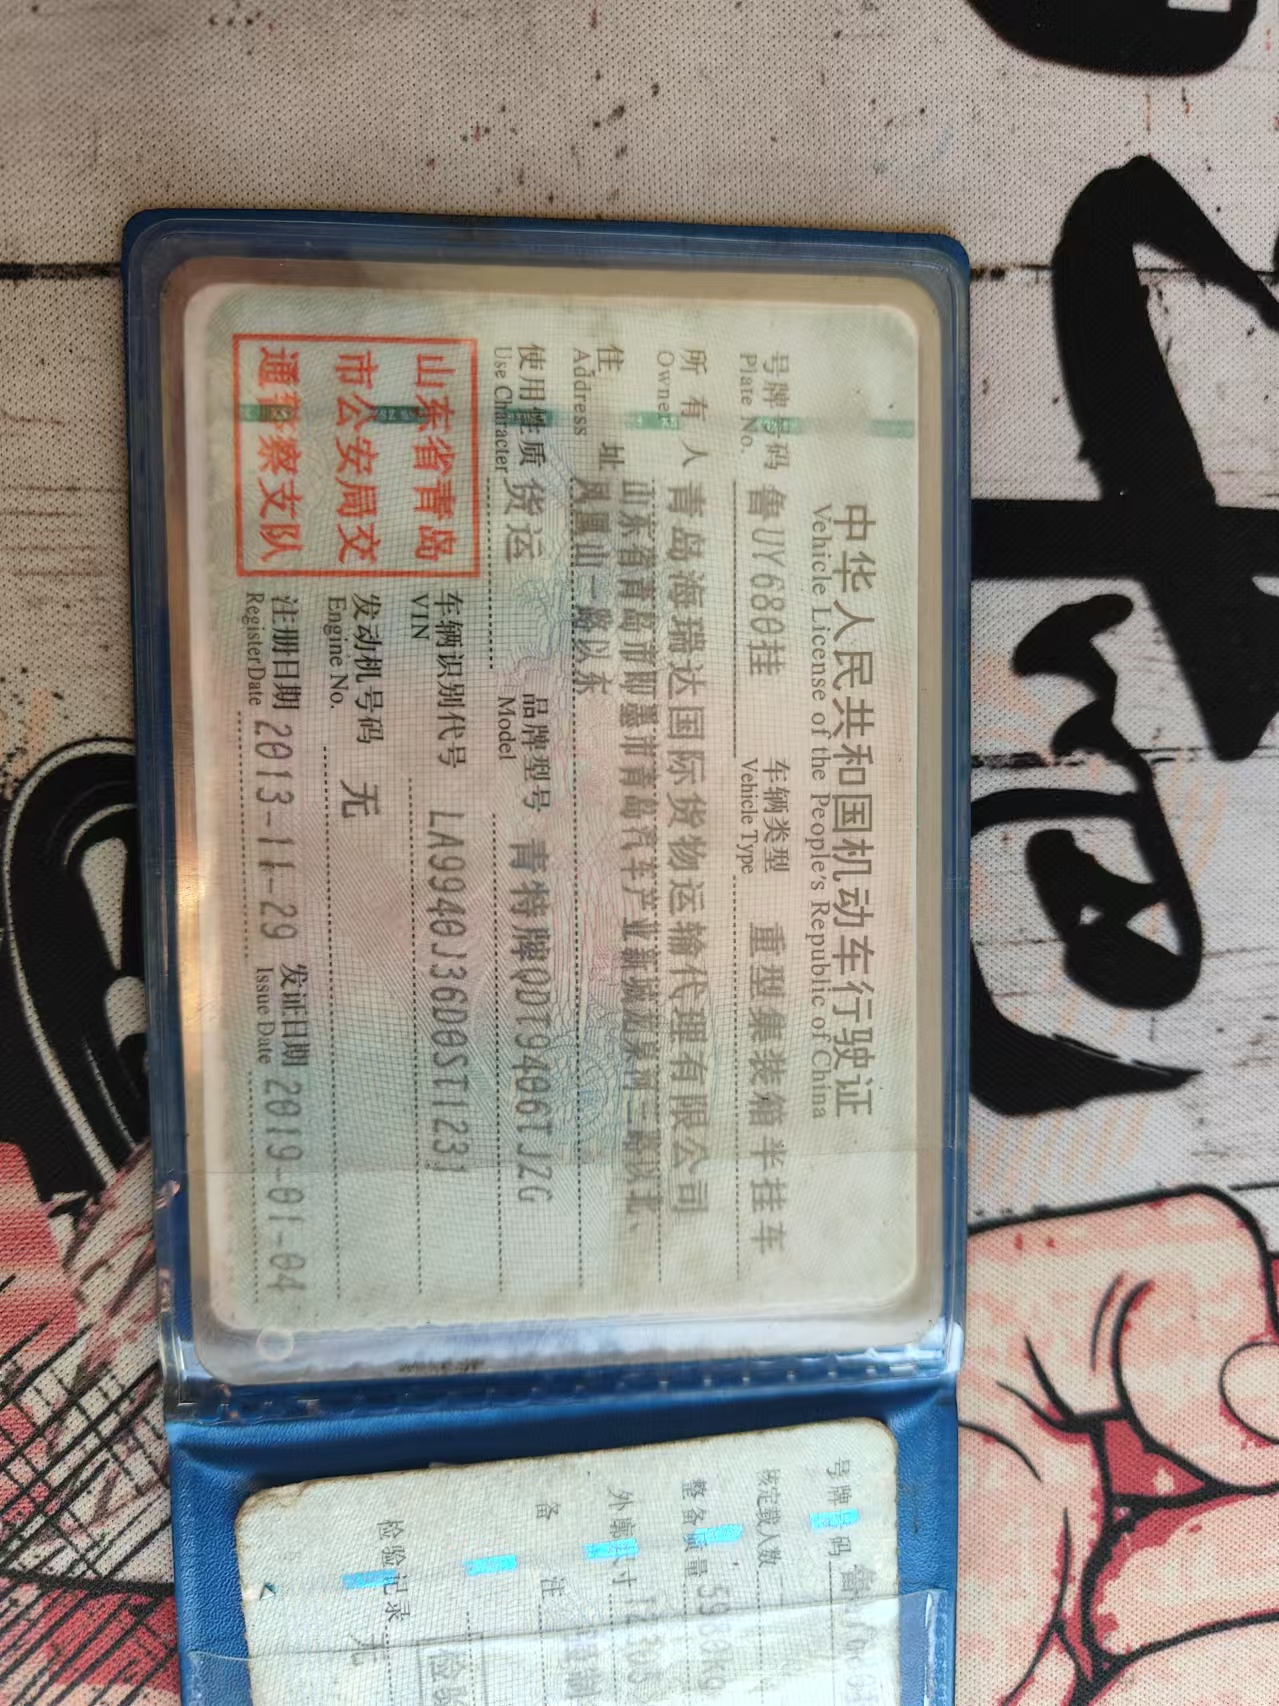 中华人民共和国机动车行驶证
Vehicle License of the People's Republic of China
号牌号码 鲁UY680挂 车辆类型 重型集装箱半挂车
Plate No. Vehicle Type
所有人 青岛海瑞达国际货物运输代理有限公司
Owner
住址 山东省青岛市即墨市青岛汽车产业新城龙泉河三路以北、
Address 凤凰山一路以东
使用性质 货运 品牌型号 青特牌QDT9406TJZG
Use Character Model
山东省青岛
市公安局交
通警察支队
车辆识别代号 LA9940J36D0ST1231
VIN
发动机号码 无
Engine No.
注册日期 2013-11-29 发证日期 2019-01-04
Register Date Issue Date
号牌号码
核定载人数
整备质量 5980kg
外廓尺寸
备注
检验记录 无